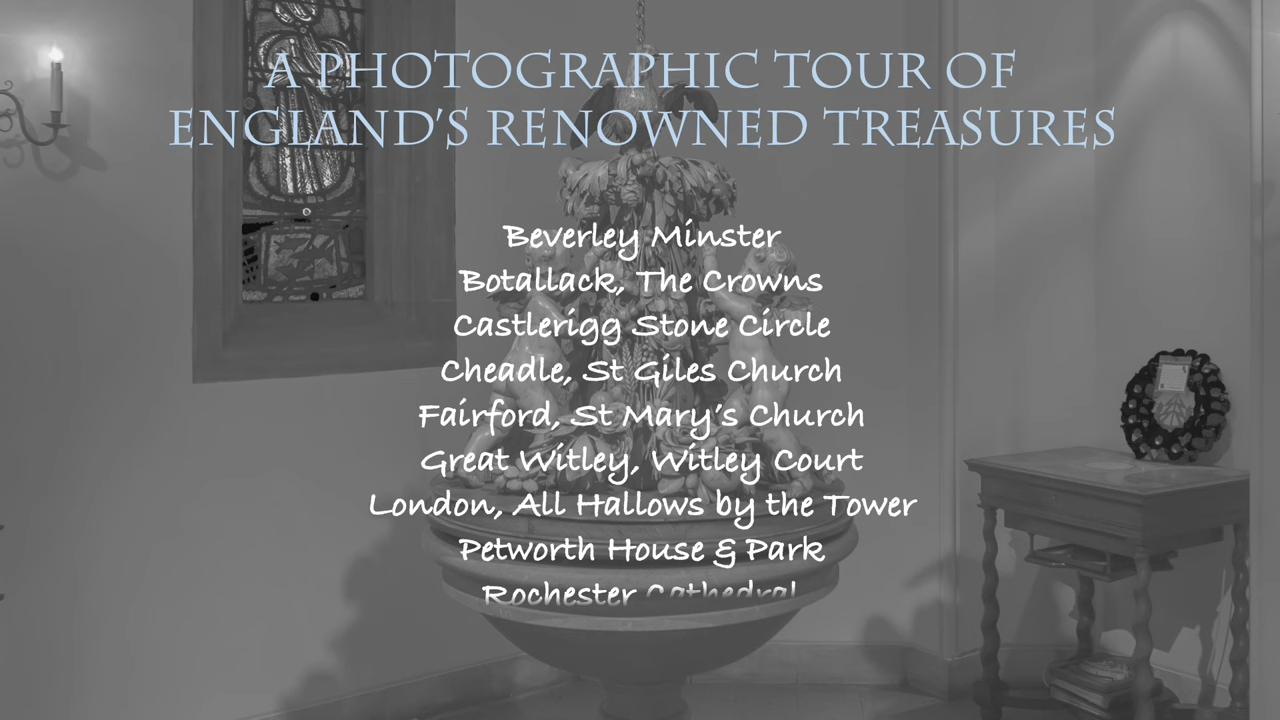 A PHOTOGRAPHIC TOUR OF
ENGLAND'S RENOWNED TREASURES
Beverley Minster
Botallack, The Crowns
Castlerigg Stone Circle
Cheadle, St Giles Church
Fairford, St Mary's Church
Great Witley, Witley Court
London, All Hallows by the Tower
Petworth House & Park
Rochester Cathedral